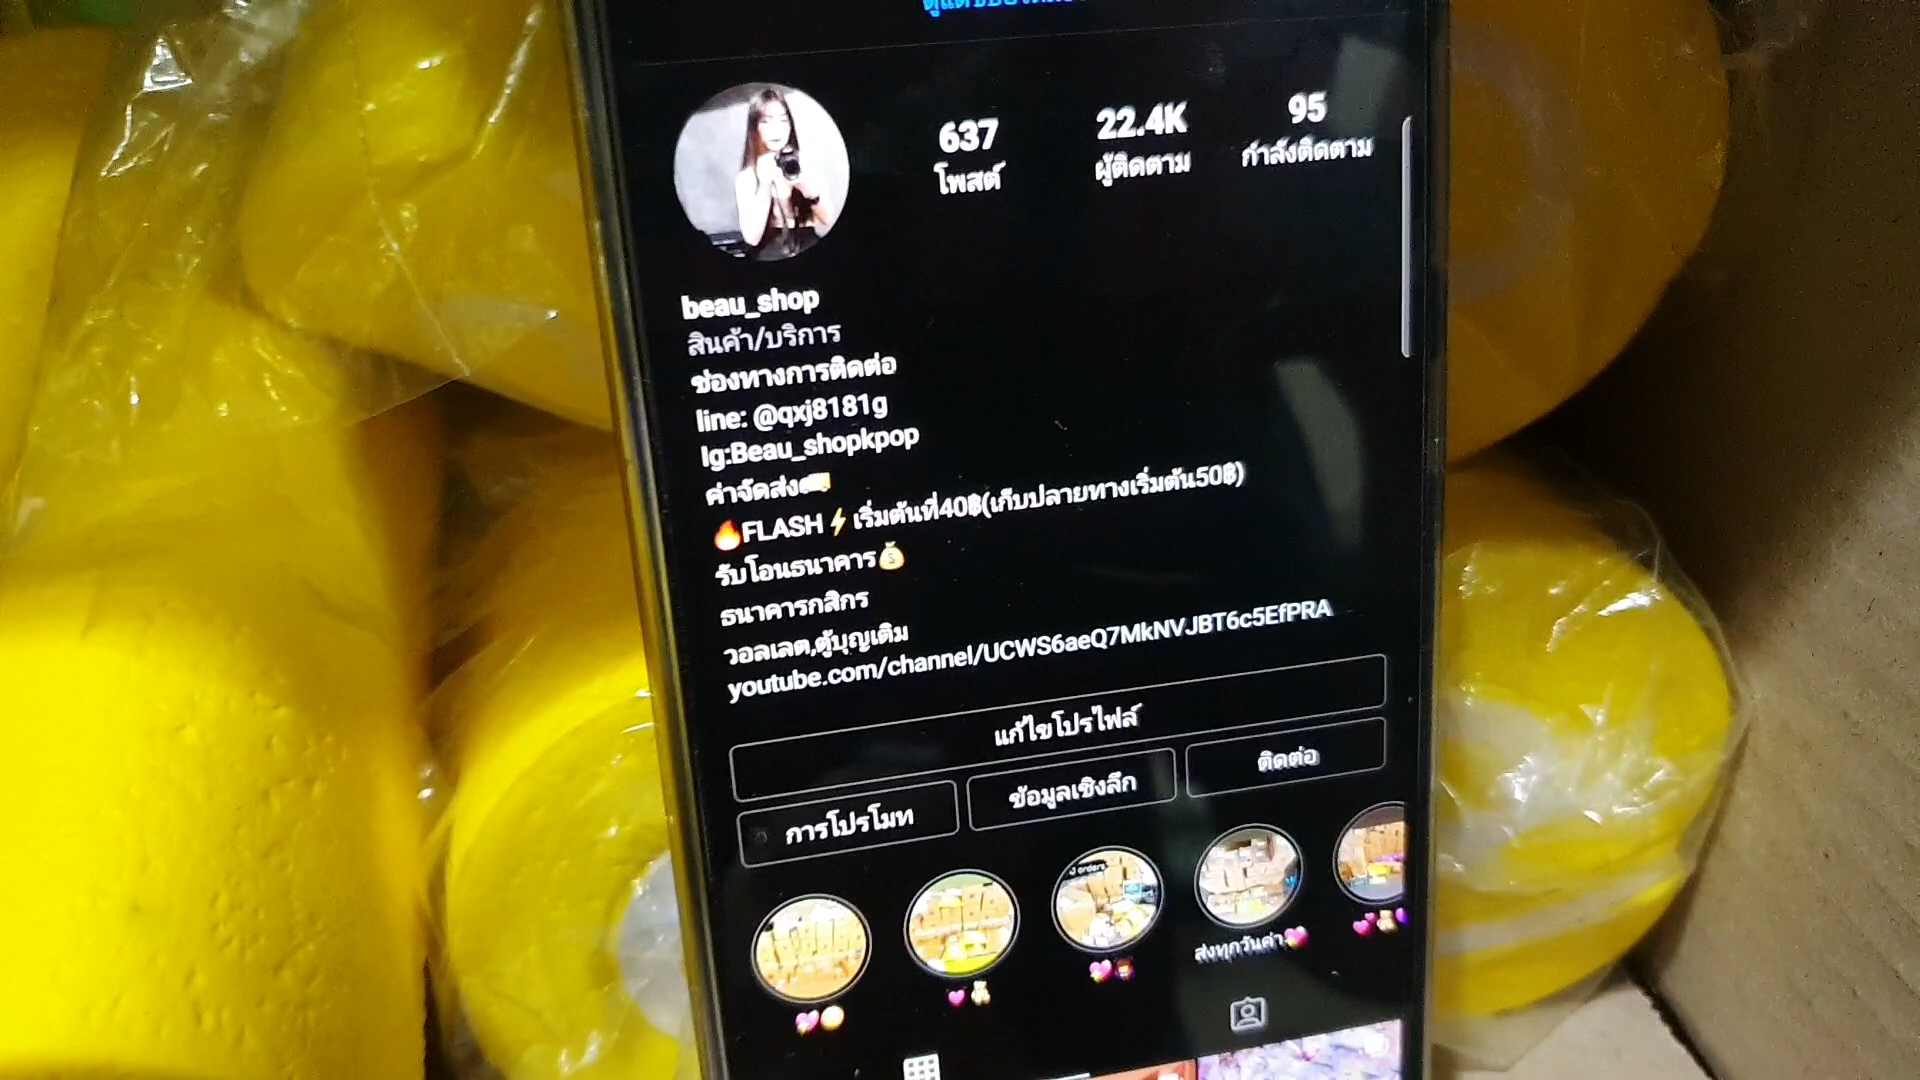 637
โพสต์
22.4K
ผู้ติดตาม
95
กำลังติดตาม
beau_shop
สินค้า/บริการ
ช่องทางการติดต่อ
line: @qxj8181g
Ig:Beau_shopkpop
ค่าจัดส่ง
🔥FLASH⚡เริ่มต้นที่40฿(เก็บปลายทางเริ่มต้น50฿)
รับโอนธนาคาร💰
ธนาคารกสิกร
วอลเลต,ตู้บุญเติม
youtube.com/channel/UCWS6aeQ7MkNVJBT6c5EfPRA
แก้ไขโปรไฟล์
การโปรโมท
ข้อมูลเชิงลึก
ติดต่อ
orders
ส่งทุกวันค่า💖